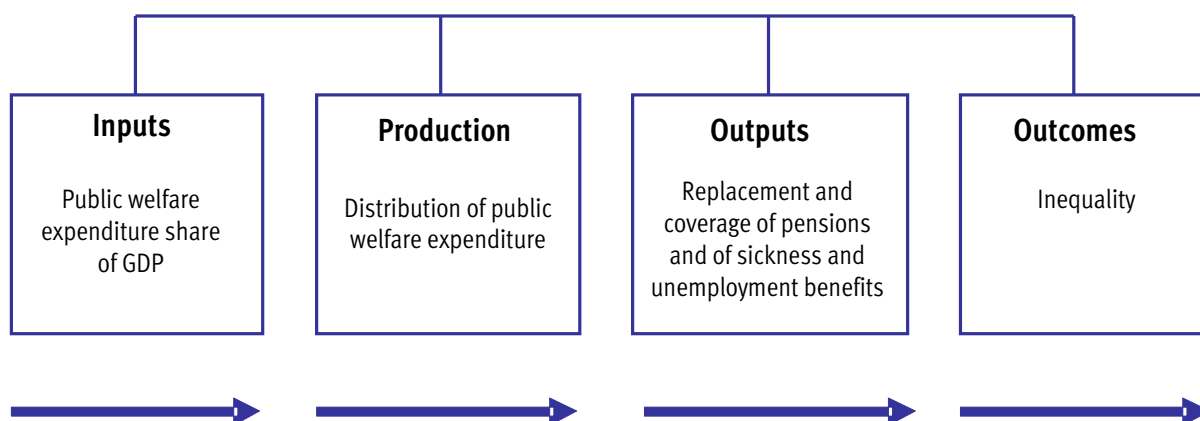 Inputs
Public welfare
expenditure share
of GDP
Production
Distribution of public
welfare expenditure
Outputs
Replacement and
coverage of pensions
and of sickness and
unemployment benefits
Outcomes
Inequality